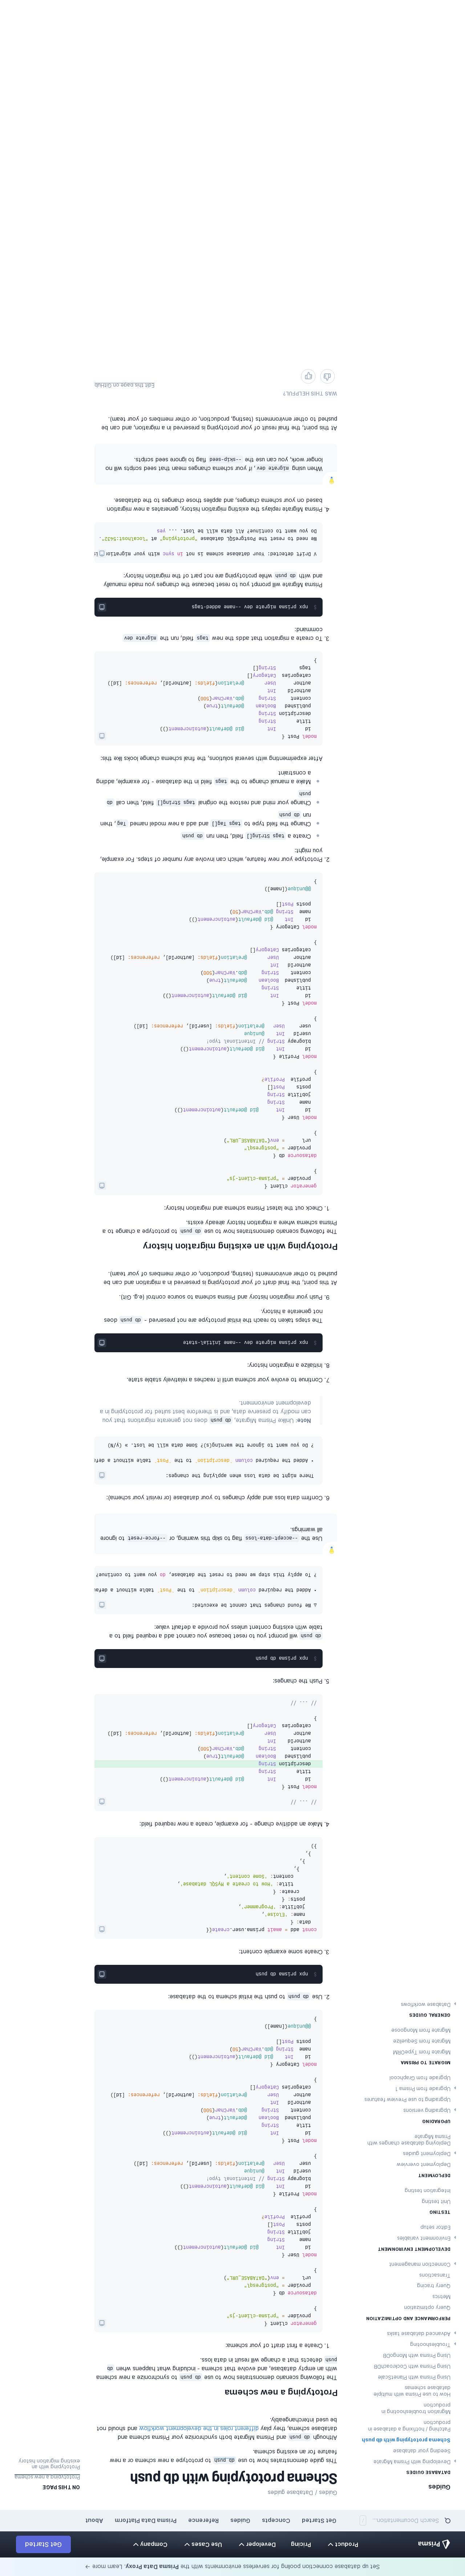 Set up database connection pooling for serverless environments with the Prisma Data Proxy. Learn more →
Prisma
Product
Pricing
Developer
Use Cases
Company
Get Started
Search Documentation...
Get Started
Concepts
Guides
Reference
Prisma Data Platform
About
Guides
DATABASE GUIDES
Developing with Prisma Migrate
Seeding your database
Schema prototyping with db push
Patching / hotfixing a database in
production
Migration troubleshooting in
production
How to use Prisma with multiple
database schemas
Using Prisma with MongoDB
Using Prisma with CockroachDB
Using Prisma with PlanetScale
Troubleshooting
Advanced database tasks
PERFORMANCE AND OPTIMIZATION
Query optimization
Metrics
Query tracing
Transactions
Connection management
DEVELOPMENT ENVIRONMENT
Environment variables
Editor setup
TESTING
Unit testing
Integration testing
DEPLOYMENT
Deployment overview
Deployment guides
Deploying database changes with
Prisma Migrate
UPGRADING
Upgrading versions
Upgrading to use Preview features
Upgrade from Prisma 1
Upgrade from Graphcool
MIGRATE TO PRISMA
Migrate from TypeORM
Migrate from Sequelize
Migrate from Mongoose
GENERAL GUIDES
Database workflows
Guides / Database guides
Schema prototyping with db push
This guide demonstrates how to use db push with Prisma to prototype a new schema or a new
feature for an existing schema.
Although db push and Prisma Migrate both synchronize your Prisma schema and
database schema, they play different roles in the development workflow and should not
be used interchangeably.
Prototyping a new schema
The following scenario demonstrates how to use db push to synchronize a new schema
with an empty database, and evolve that schema - including what happens when db
push detects that a change will result in data loss.
1. Create a first draft of your schema:
generator client {
provider = "prisma-client-js"
}
datasource db {
provider = "postgresql"
url = env("DATABASE_URL")
}
model User {
id Int @id @default(autoincrement())
name String
jobTitle String
posts Post[]
profile Profile?
}
model Profile {
id Int @id @default(autoincrement())
biograpy String // Intentional typo!
userId Int @unique
user User @relation(fields: [userId], references: [id])
}
model Post {
id Int @id @default(autoincrement())
title String
published Boolean @default(true)
content String @db.VarChar(500)
authorId Int
author User @relation(fields: [authorId], references: [id])
categories Category[]
}
model Category {
id Int @id @default(autoincrement())
name String @db.VarChar(50)
posts Post[]
@@unique([name])
}
2. Use db push to push the initial schema to the database:
$ npx prisma db push
3. Create some example content:
const add = await prisma.user.create({
data: {
name: 'Eloise',
jobTitle: 'Programmer',
posts: {
create: {
title: 'How to create a MySQL database',
content: 'Some content',
},
},
},
})
4. Make an additive change - for example, create a new required field:
// ... //
model Post {
id Int @id @default(autoincrement())
title String
description String
published Boolean @default(true)
content String @db.VarChar(500)
authorId Int
author User @relation(fields: [authorId], references: [id])
categories Category[]
}
// ... //
5. Push the changes:
$ npx prisma db push
db push will prompt you to reset because you cannot add a required field to a
table with existing content unless you provide a default value:
⚠ We found changes that cannot be executed:
• Added the required column `description` to the `Post` table without a defau
? To apply this step we need to reset the database, do you want to continue?
Use the --accept-data-loss flag to skip this warning, or --force-reset to ignore
all warnings.
6. Confirm data loss and apply changes to your database (or revisit your schema):
There might be data loss when applying the changes:
• Added the required column `description` to the `Post` table without a defa
? Do you want to ignore the warning(s)? Some data will be lost. » (y/N)
Note: Unlike Prisma Migrate, db push does not generate migrations that you
can modify to preserve data, and is therefore best suited for prototyping in a
development environment.
7. Continue to evolve your schema until it reaches a relatively stable state.
8. Initialize a migration history:
$ npx prisma migrate dev --name initial-state
The steps taken to reach the initial prototype are not preserved - db push does
not generate a history.
9. Push your migration history and Prisma schema to source control (e.g. Git).
At this point, the final draft of your prototyping is preserved in a migration and can be
pushed to other environments (testing, production, or other members of your team).
Prototyping with an existing migration history
The following scenario demonstrates how to use db push to prototype a change to a
Prisma schema where a migration history already exists.
1. Check out the latest Prisma schema and migration history:
generator client {
provider = "prisma-client-js"
}
datasource db {
provider = "postgresql"
url = env("DATABASE_URL")
}
model User {
id Int @id @default(autoincrement())
name String
jobTitle String
posts Post[]
profile Profile?
}
model Profile {
id Int @id @default(autoincrement())
biograpy String // Intentional typo!
userId Int @unique
user User @relation(fields: [userId], references: [id])
}
model Post {
id Int @id @default(autoincrement())
title String
published Boolean @default(true)
content String @db.VarChar(500)
authorId Int
author User @relation(fields: [authorId], references: [id])
categories Category[]
}
model Category {
id Int @id @default(autoincrement())
name String @db.VarChar(50)
posts Post[]
@@unique([name])
}
2. Prototype your new feature, which can involve any number of steps. For example,
you might:
Create a tags String[] field, then run db push
Change the field type to tags Tag[] and add a new model named Tag, then
run db push
Change your mind and restore the original tags String[] field, then call db
push
Make a manual change to the tags field in the database - for example, adding
a constraint
After experimenting with several solutions, the final schema change looks like this:
model Post {
id Int @id @default(autoincrement())
title String
description String
published Boolean @default(true)
content String @db.VarChar(500)
authorId Int
author User @relation(fields: [authorId], references: [id])
categories Category[]
tags String[]
}
3. To create a migration that adds the new tags field, run the migrate dev
command:
$ npx prisma migrate dev --name added-tags
Prisma Migrate will prompt you to reset because the changes you made manually
and with db push while prototyping are not part of the migration history:
√ Drift detected: Your database schema is not in sync with your migration hi
We need to reset the PostgreSQL database "prototyping" at "localhost:5432".
Do you want to continue? All data will be lost. ... yes
4. Prisma Migrate replays the existing migration history, generates a new migration
based on your schema changes, and applies those changes to the database.
When using migrate dev, if your schema changes mean that seed scripts will no
longer work, you can use the --skip-seed flag to ignore seed scripts.
At this point, the final result of your prototyping is preserved in a migration, and can be
pushed to other environments (testing, production, or other members of your team).
WAS THIS HELPFUL?
Edit this page on GitHub
ON THIS PAGE
Prototyping a new schema
Prototyping with an
existing migration history